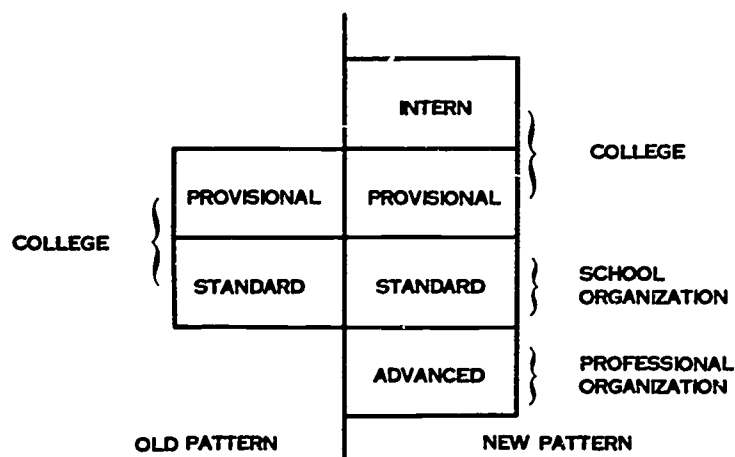 INTERN
COLLEGE
PROVISIONAL
PROVISIONAL
COLLEGE
STANDARD
STANDARD
SCHOOL
ORGANIZATION
ADVANCED
PROFESSIONAL
ORGANIZATION
OLD PATTERN
NEW PATTERN